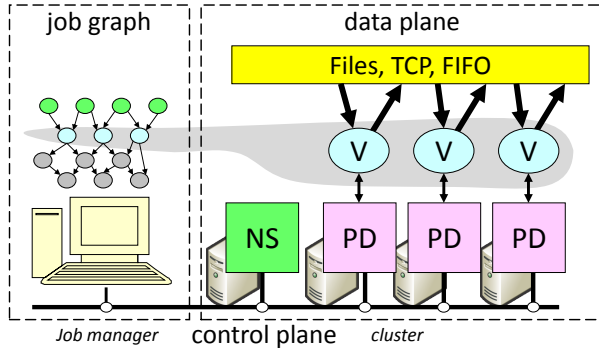 job graph
data plane
Files, TCP, FIFO
V V V
NS PD PD PD
Job manager control plane cluster